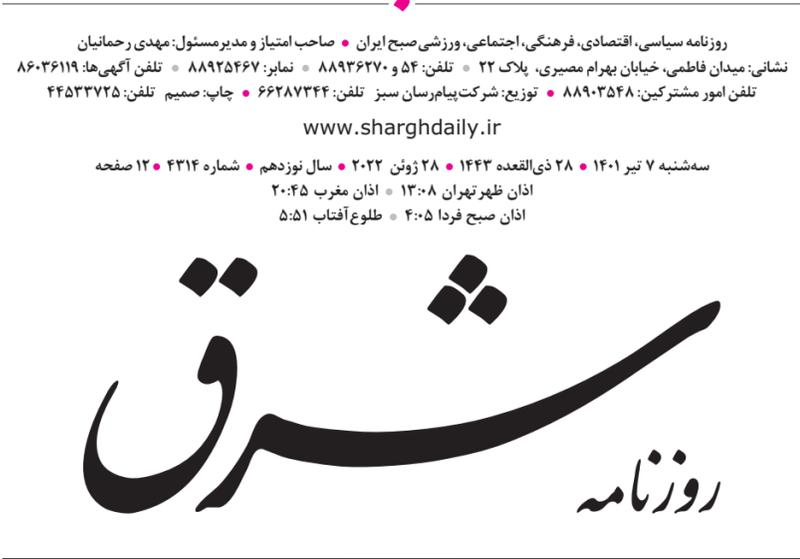 روزنامه سیاسی، اقتصادی، فرهنگی، اجتماعی، ورزشی صبح ایران • صاحب امتیاز و مدیرمسئول: مهدی رحمانیان
نشانی: میدان فاطمی، خیابان بهرام مصیری، پلاک ۲۲ • تلفن: ۵۴ و ۸۸۹۳۶۲۷۰ • نمابر: ۸۸۹۲۵۴۶۷ • تلفن آگهی‌ها: ۸۶۰۳۶۱۱۹
تلفن امور مشترکین: ۸۸۹۰۳۵۴۸ • توزیع: شرکت پیام‌رسان سبز تلفن: ۶۶۲۸۷۳۴۴ • چاپ: صمیم تلفن: ۴۴۵۳۳۷۲۵
www.sharghdaily.ir
سه‌شنبه ۷ تیر ۱۴۰۱ • ۲۸ ذی‌القعده ۱۴۴۳ • ۲۸ ژوئن ۲۰۲۲ • سال نوزدهم • شماره ۴۳۱۴ • ۱۲ صفحه
اذان ظهر تهران ۱۳:۰۸ • اذان مغرب ۲۰:۴۵
اذان صبح فردا ۴:۰۵ • طلوع آفتاب ۵:۵۱
روزنامه
شرق